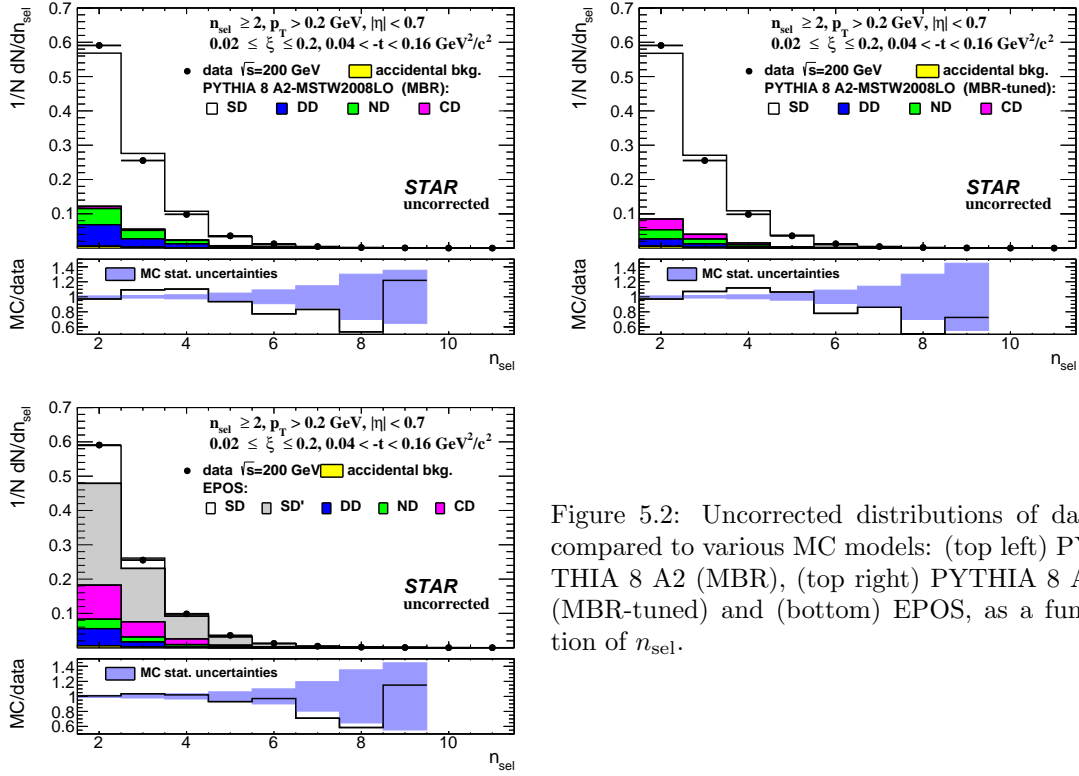 1/N dN/dn_sel
0.7
0.6
0.5
0.4
0.3
0.2
0.1
n_sel ≥ 2, p_T > 0.2 GeV, |η| < 0.7
0.02 ≤ ξ ≤ 0.2, 0.04 < -t < 0.16 GeV²/c²
data √s=200 GeV
accidental bkg.
PYTHIA 8 A2-MSTW2008LO (MBR):
SD DD ND CD
STAR
uncorrected
MC/data
1.4
1.2
1
0.8
0.6
MC stat. uncertainties
2 4 6 8 10
n_sel
1/N dN/dn_sel
0.7
0.6
0.5
0.4
0.3
0.2
0.1
n_sel ≥ 2, p_T > 0.2 GeV, |η| < 0.7
0.02 ≤ ξ ≤ 0.2, 0.04 < -t < 0.16 GeV²/c²
data √s=200 GeV
accidental bkg.
PYTHIA 8 A2-MSTW2008LO (MBR-tuned):
SD DD ND CD
STAR
uncorrected
MC/data
1.4
1.2
1
0.8
0.6
MC stat. uncertainties
2 4 6 8 10
n_sel
1/N dN/dn_sel
0.7
0.6
0.5
0.4
0.3
0.2
0.1
n_sel ≥ 2, p_T > 0.2 GeV, |η| < 0.7
0.02 ≤ ξ ≤ 0.2, 0.04 < -t < 0.16 GeV²/c²
data √s=200 GeV
accidental bkg.
EPOS:
SD SD' DD ND CD
STAR
uncorrected
MC/data
1.4
1.2
1
0.8
0.6
MC stat. uncertainties
2 4 6 8 10
n_sel
Figure 5.2: Uncorrected distributions of da
compared to various MC models: (top left) PY
THIA 8 A2 (MBR), (top right) PYTHIA 8 A
(MBR-tuned) and (bottom) EPOS, as a fun
tion of n_sel.